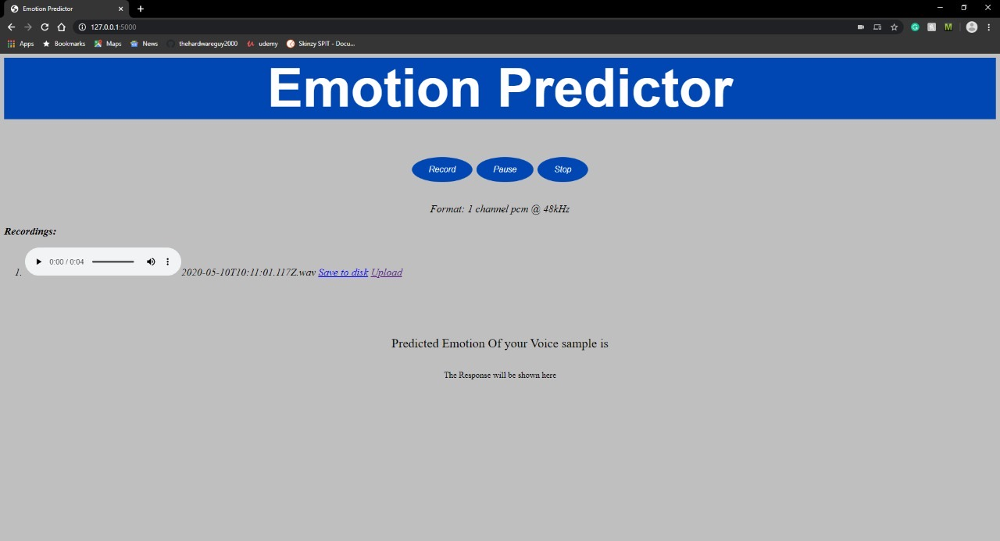 Emotion Predictor
127.0.0.1:5000
Apps Bookmarks Maps News thehardwareguy2000 udemy Skinzy SPIT - Docu...
Emotion Predictor
Record Pause Stop
Format: 1 channel pcm @ 48kHz
Recordings:
1. 0:00 / 0:04 2020-05-10T10:11:01.117Z.wav Save to disk Upload
Predicted Emotion Of your Voice sample is
The Response will be shown here